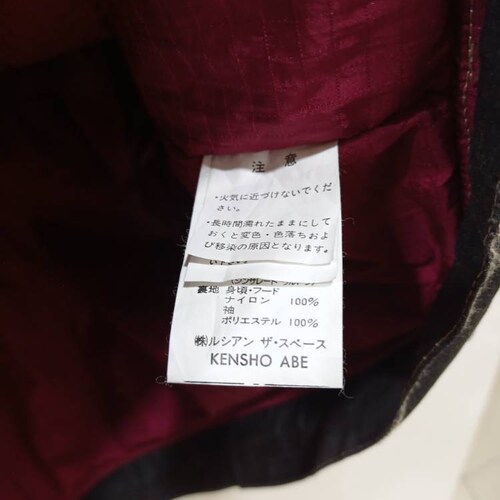 注意
・火気に近づけないでくだ
さい。
・長時間濡れたままにして
おくと変色・色落ちおよ
び移染の原因となります。
裏地 身頃・フード
ナイロン 100%
袖
ポリエステル 100%
㈱ルシアン ザ・スペース
KENSHO ABE